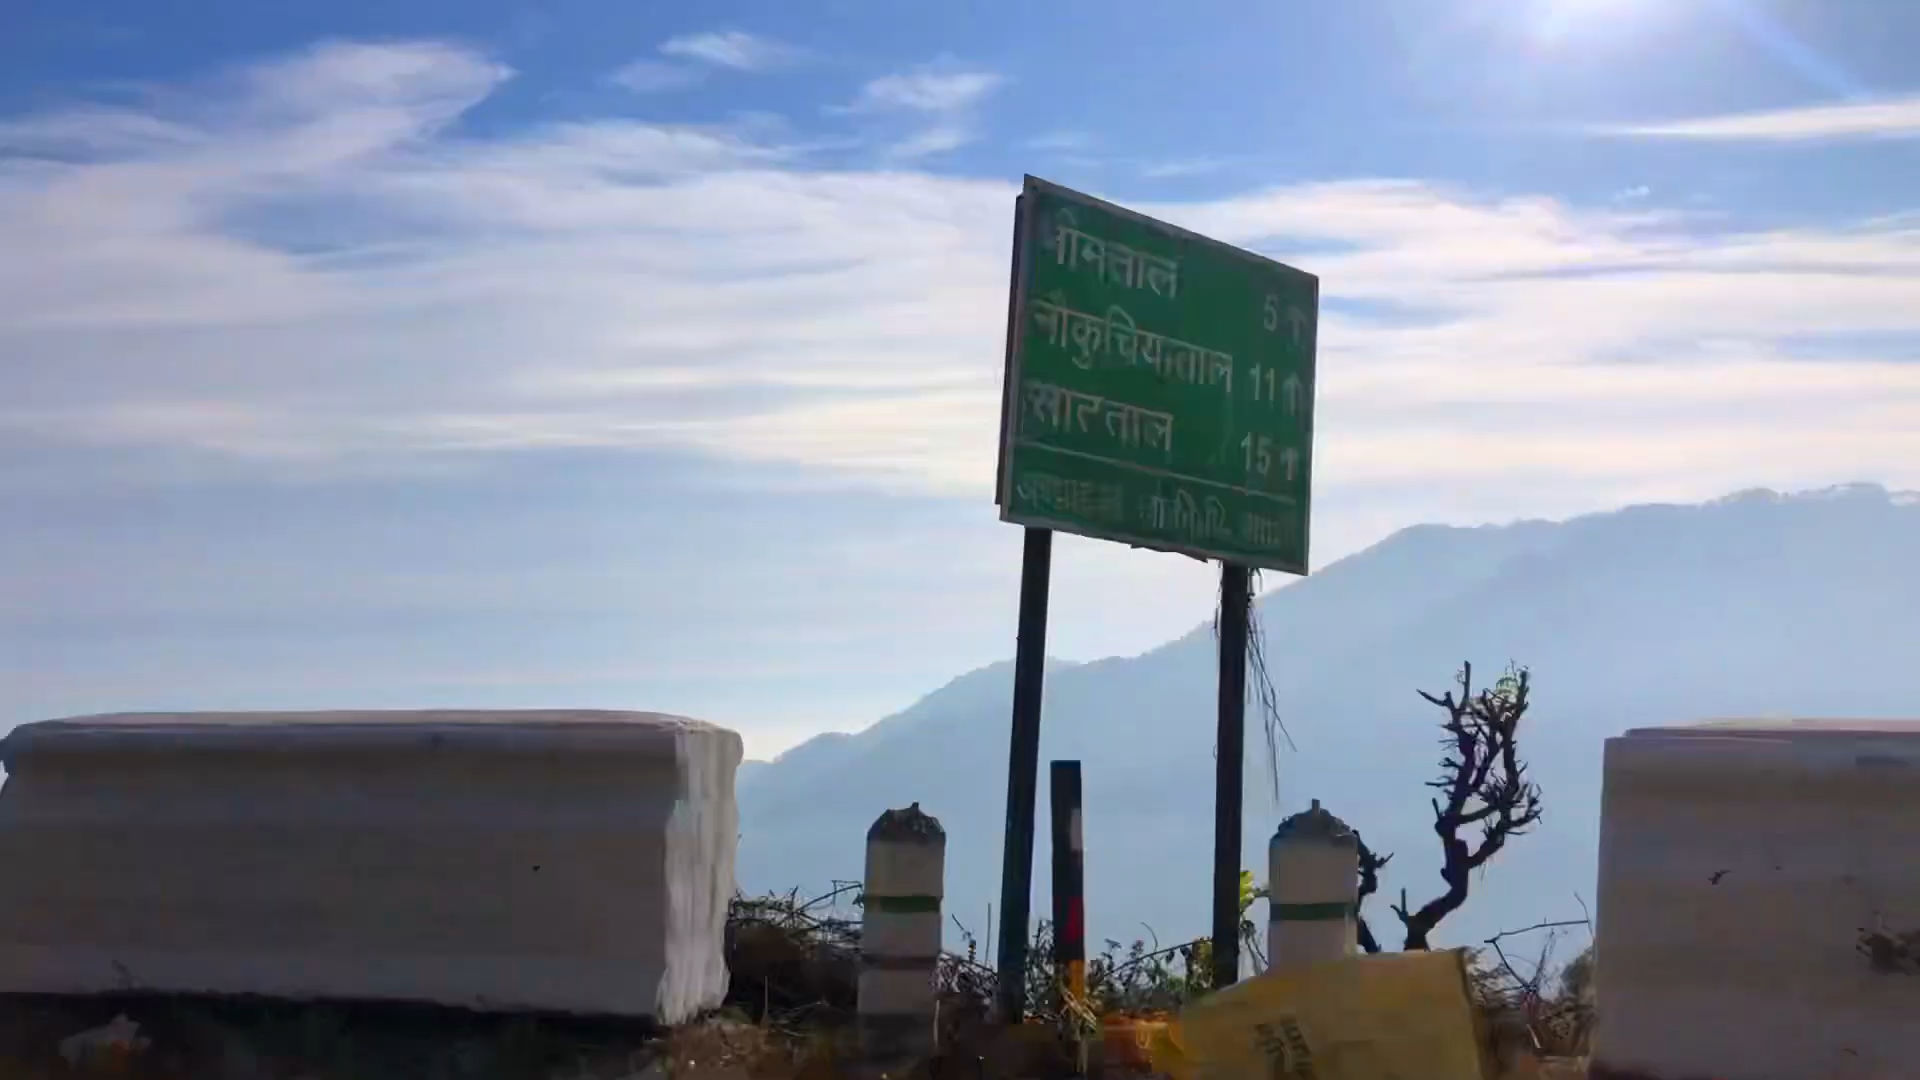 भीमताल 5 ↑
नौकुचियाताल 11 ↑
सातताल 15 ↑